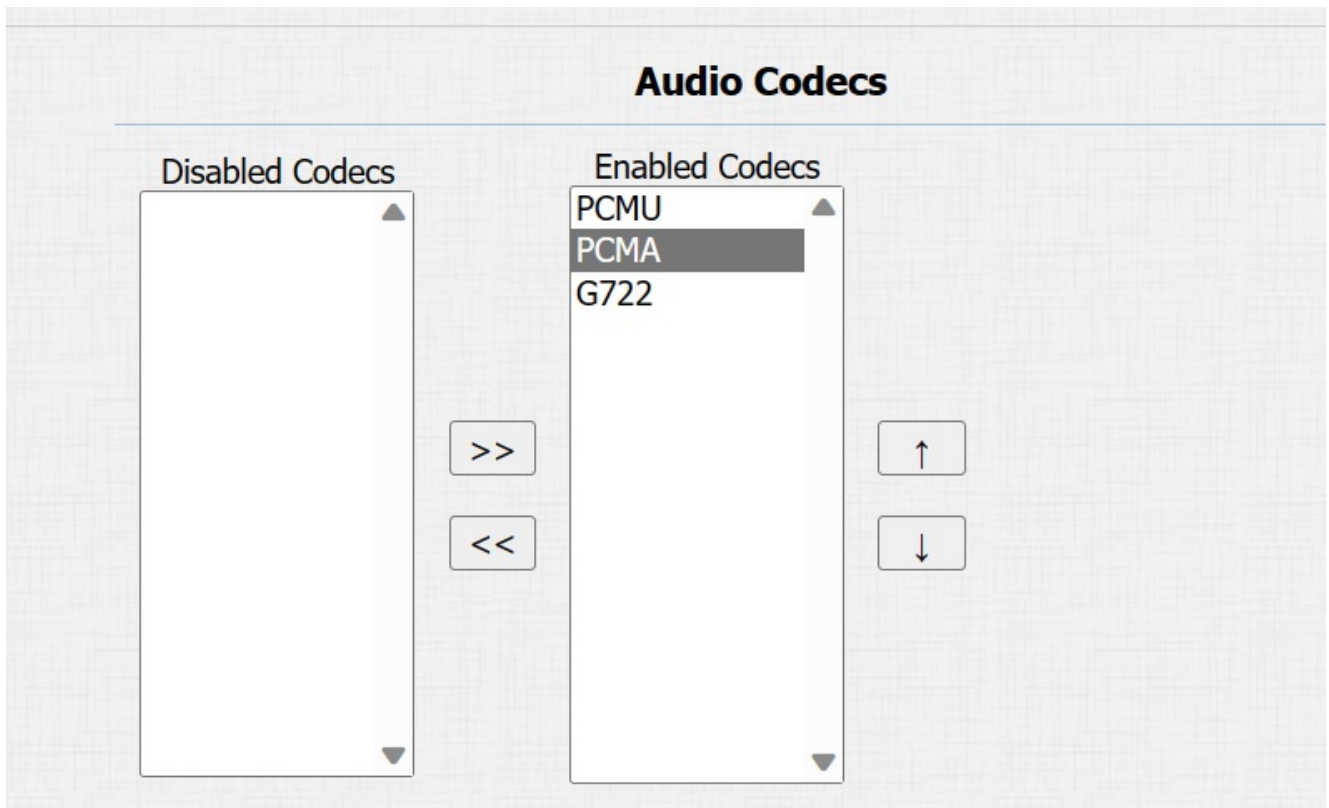 Audio Codecs
Disabled Codecs
Enabled Codecs
PCMU
PCMA
G722
>>
<<
↑
↓